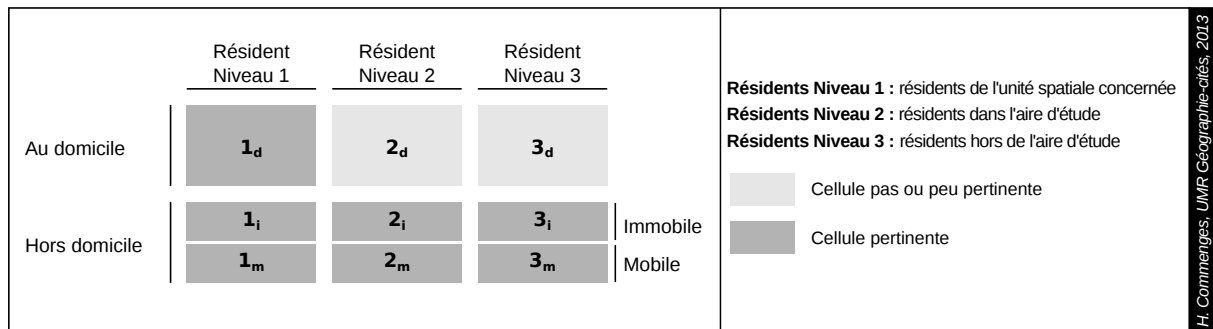 Résident Niveau 1
Résident Niveau 2
Résident Niveau 3
Au domicile
1d
2d
3d
Hors domicile
1i
2i
3i
Immobile
1m
2m
3m
Mobile
Résidents Niveau 1 : résidents de l'unité spatiale concernée
Résidents Niveau 2 : résidents dans l'aire d'étude
Résidents Niveau 3 : résidents hors de l'aire d'étude
Cellule pas ou peu pertinente
Cellule pertinente
H. Commenges, UMR Géographie-cités, 2013